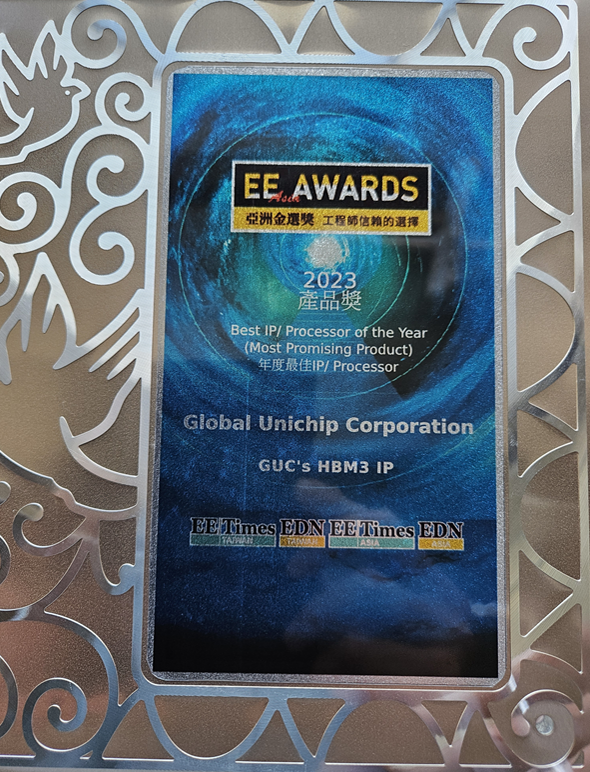 EE AWARDS
Asia
亞洲金選獎 工程師信賴的選擇
2023
產品獎
Best IP/ Processor of the Year
(Most Promising Product)
年度最佳IP/ Processor
Global Unichip Corporation
GUC's HBM3 IP
EE Times EDN EE Times EDN
TAIWAN TAIWAN ASIA ASIA